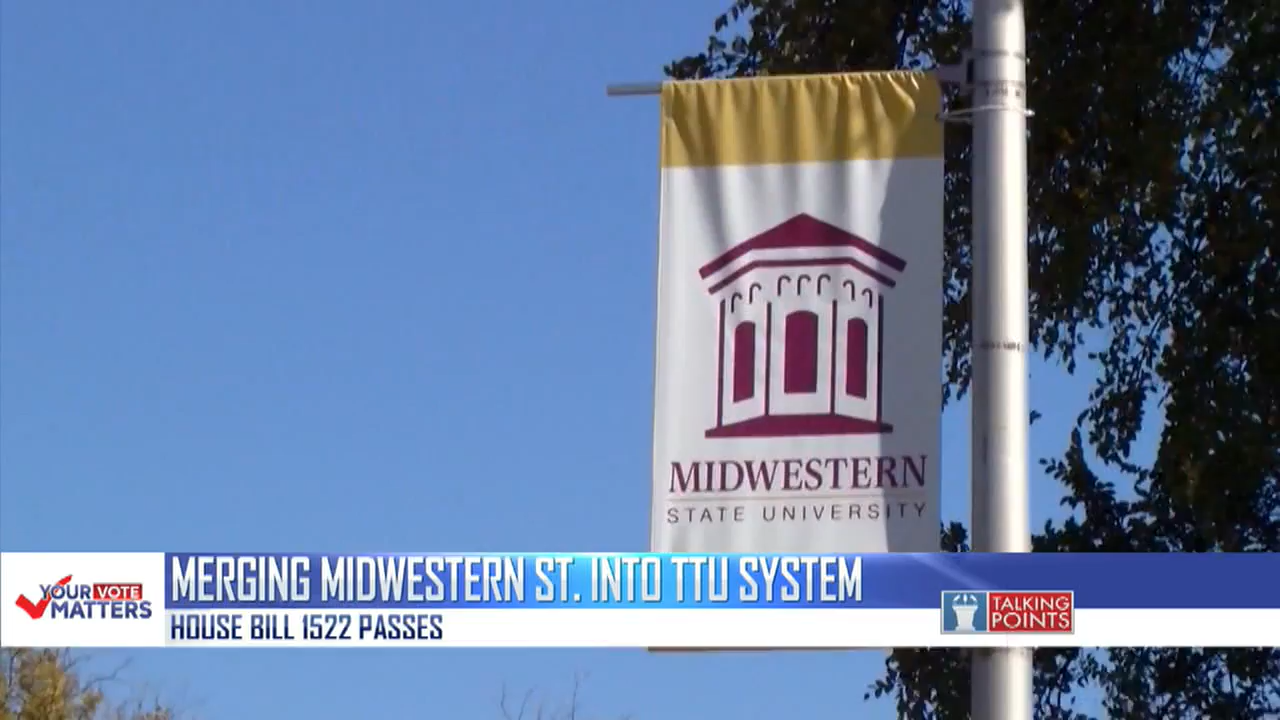 MIDWESTERN
STATE UNIVERSITY
YOUR VOTE
MATTERS
MERGING MIDWESTERN ST. INTO TTU SYSTEM
HOUSE BILL 1522 PASSES
TALKING
POINTS